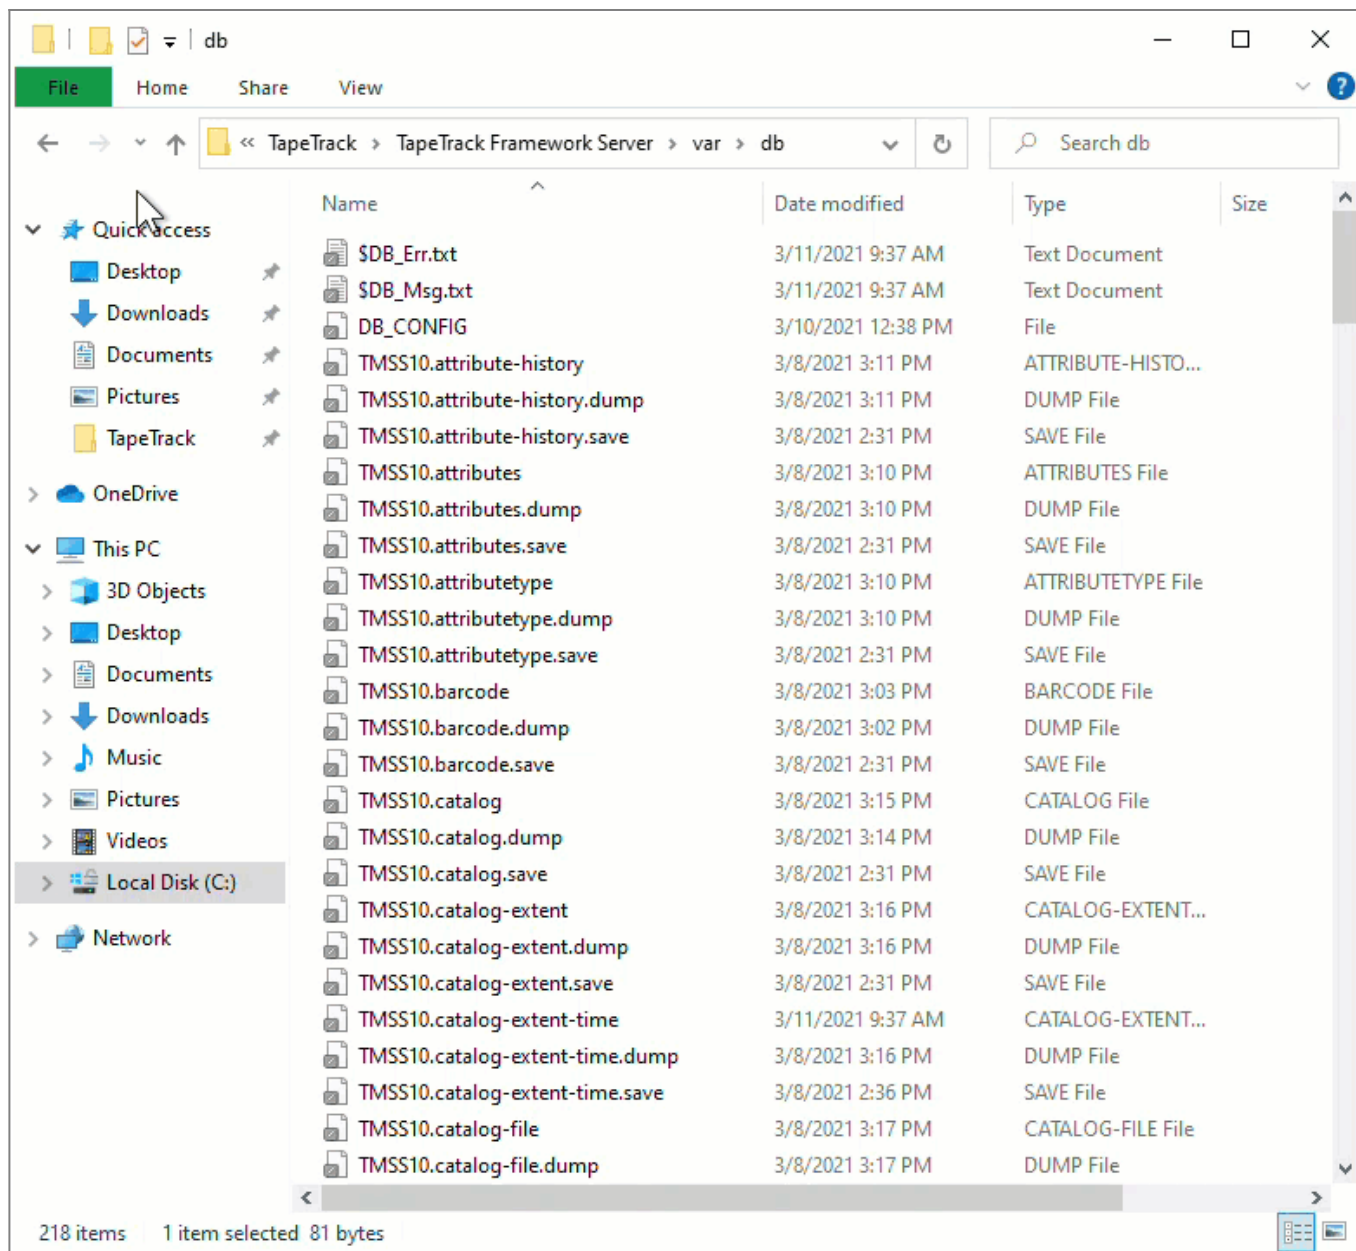 db
File Home Share View
« TapeTrack > TapeTrack Framework Server > var > db Search db
Name Date modified Type Size
Quick access
Desktop
Downloads
Documents
Pictures
TapeTrack
OneDrive
This PC
3D Objects
Desktop
Documents
Downloads
Music
Pictures
Videos
Local Disk (C:)
Network
$DB_Err.txt 3/11/2021 9:37 AM Text Document
$DB_Msg.txt 3/11/2021 9:37 AM Text Document
DB_CONFIG 3/10/2021 12:38 PM File
TMSS10.attribute-history 3/8/2021 3:11 PM ATTRIBUTE-HISTO...
TMSS10.attribute-history.dump 3/8/2021 3:11 PM DUMP File
TMSS10.attribute-history.save 3/8/2021 2:31 PM SAVE File
TMSS10.attributes 3/8/2021 3:10 PM ATTRIBUTES File
TMSS10.attributes.dump 3/8/2021 3:10 PM DUMP File
TMSS10.attributes.save 3/8/2021 2:31 PM SAVE File
TMSS10.attributetype 3/8/2021 3:10 PM ATTRIBUTETYPE File
TMSS10.attributetype.dump 3/8/2021 3:10 PM DUMP File
TMSS10.attributetype.save 3/8/2021 2:31 PM SAVE File
TMSS10.barcode 3/8/2021 3:03 PM BARCODE File
TMSS10.barcode.dump 3/8/2021 3:02 PM DUMP File
TMSS10.barcode.save 3/8/2021 2:31 PM SAVE File
TMSS10.catalog 3/8/2021 3:15 PM CATALOG File
TMSS10.catalog.dump 3/8/2021 3:14 PM DUMP File
TMSS10.catalog.save 3/8/2021 2:31 PM SAVE File
TMSS10.catalog-extent 3/8/2021 3:16 PM CATALOG-EXTENT...
TMSS10.catalog-extent.dump 3/8/2021 3:16 PM DUMP File
TMSS10.catalog-extent.save 3/8/2021 2:31 PM SAVE File
TMSS10.catalog-extent-time 3/11/2021 9:37 AM CATALOG-EXTENT...
TMSS10.catalog-extent-time.dump 3/8/2021 3:16 PM DUMP File
TMSS10.catalog-extent-time.save 3/8/2021 2:36 PM SAVE File
TMSS10.catalog-file 3/8/2021 3:17 PM CATALOG-FILE File
TMSS10.catalog-file.dump 3/8/2021 3:17 PM DUMP File
218 items 1 item selected 81 bytes